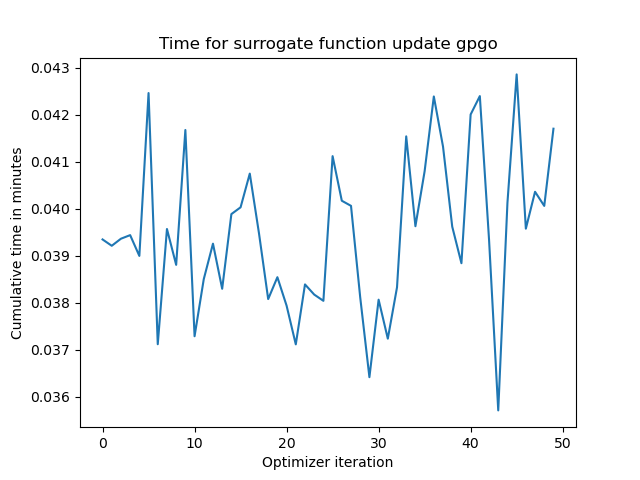 Time for surrogate function update gpgo
0.043
0.042
0.041
0.040
0.039
0.038
0.037
0.036
Cumulative time in minutes
0 10 20 30 40 50
Optimizer iteration